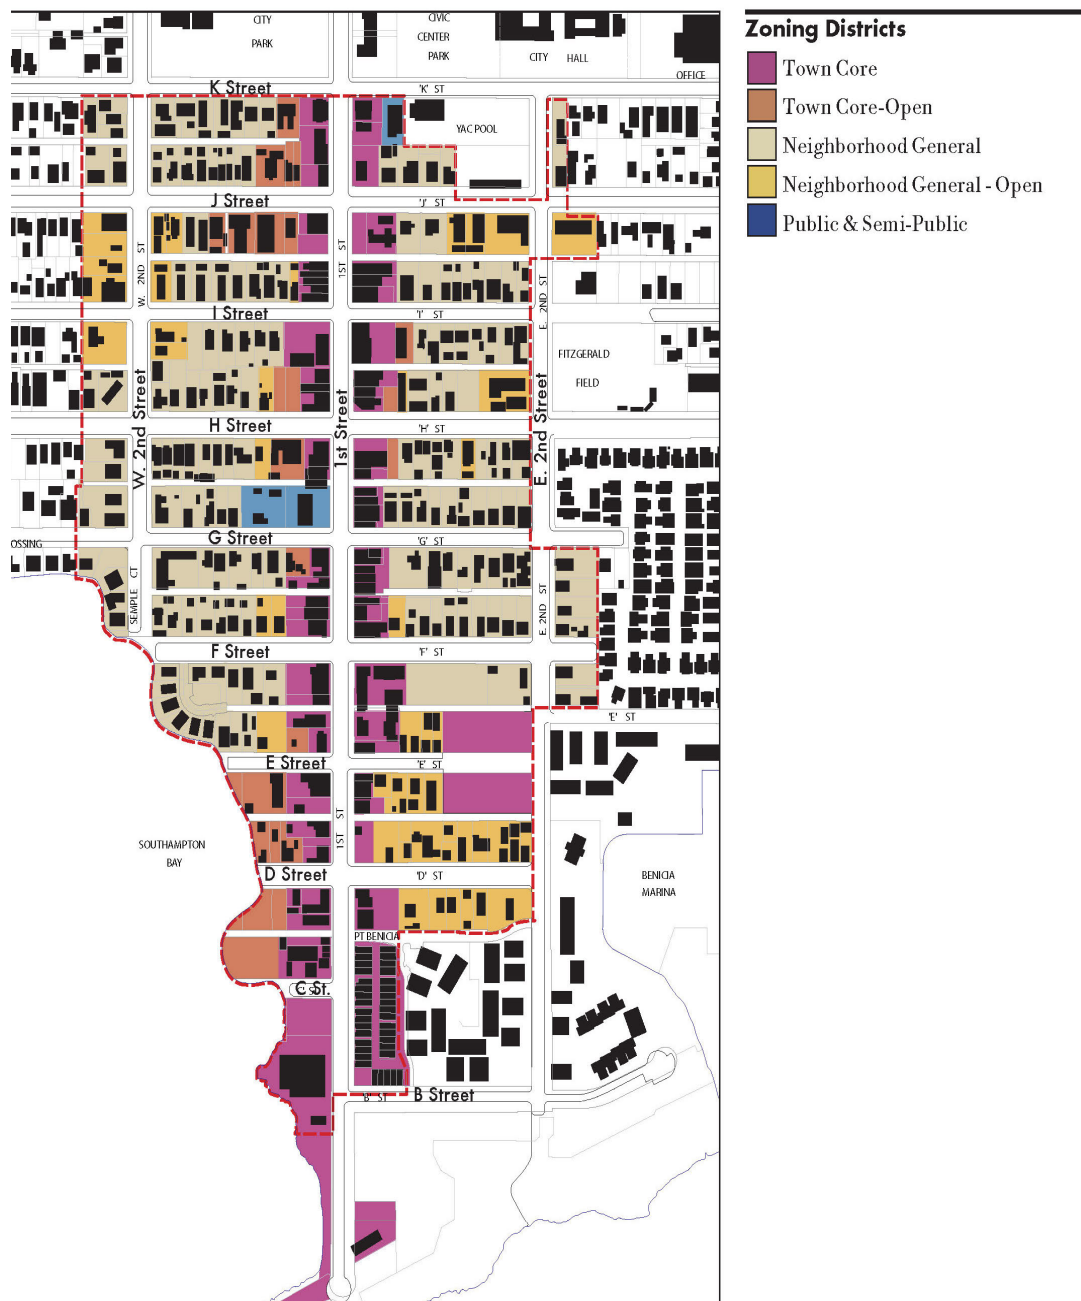 CITY
PARK
CIVIC
CENTER
PARK
CITY HALL
OFFICE
Zoning Districts
Town Core
Town Core-Open
Neighborhood General
Neighborhood General - Open
Public & Semi-Public
K Street
'K' ST
YAC POOL
J Street
'J' ST
W. 2ND ST
1ST ST
E. 2ND ST
I Street
'I' ST
FITZGERALD
FIELD
W. 2nd Street
1st Street
E. 2nd Street
H Street
'H' ST
G Street
'G' ST
OSSING
SEMPLE CT
E. 2ND ST
F Street
'F' ST
'E' ST
E Street
'E' ST
1ST ST
SOUTHAMPTON
BAY
D Street
'D' ST
BENICIA
MARINA
PT BENICIA
C St.
'B' ST
B Street